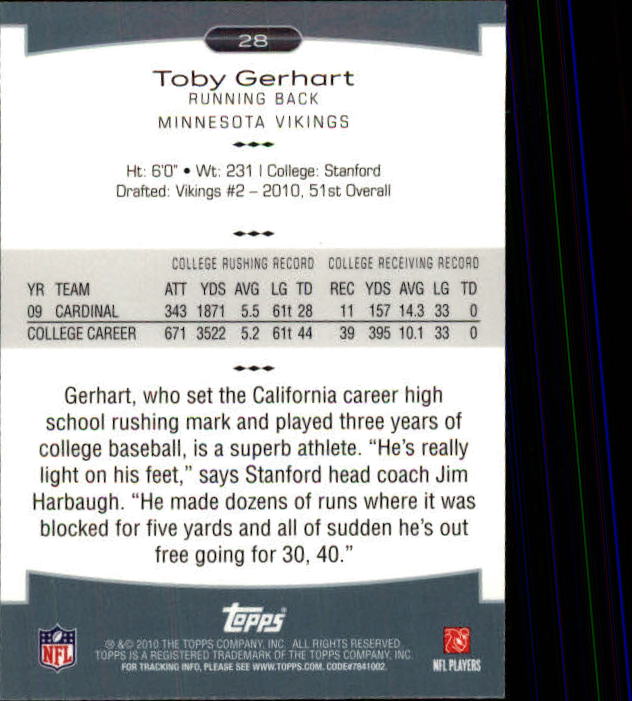 28
Toby Gerhart
RUNNING BACK
MINNESOTA VIKINGS
Ht: 6'0" • Wt: 231 | College: Stanford
Drafted: Vikings #2 – 2010, 51st Overall
COLLEGE RUSHING RECORD COLLEGE RECEIVING RECORD
YR TEAM ATT YDS AVG LG TD REC YDS AVG LG TD
09 CARDINAL 343 1871 5.5 61t 28 11 157 14.3 33 0
COLLEGE CAREER 671 3522 5.2 61t 44 39 395 10.1 33 0
Gerhart, who set the California career high
school rushing mark and played three years of
college baseball, is a superb athlete. “He's really
light on his feet,” says Stanford head coach Jim
Harbaugh. “He made dozens of runs where it was
blocked for five yards and all of sudden he's out
free going for 30, 40.”
topps
® &© 2010 THE TOPPS COMPANY, INC. ALL RIGHTS RESERVED.
TOPPS IS A REGISTERED TRADEMARK OF THE TOPPS COMPANY, INC.
FOR TRACKING INFO, PLEASE SEE WWW.TOPPS.COM. CODE#7841002.
NFL
NFL PLAYERS